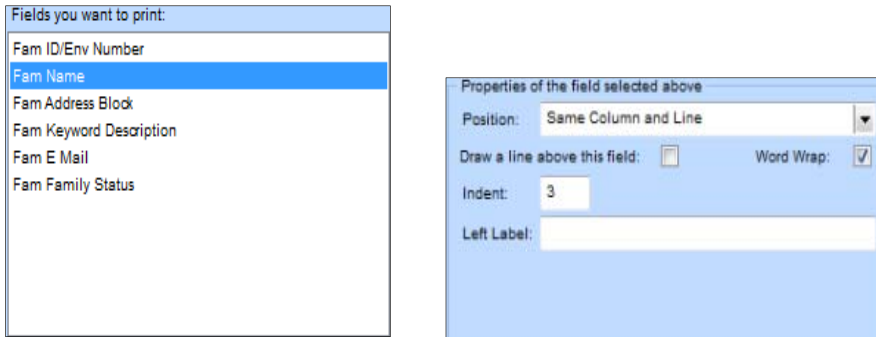 Fields you want to print:
Fam ID/Env Number
Fam Name
Fam Address Block
Fam Keyword Description
Fam E Mail
Fam Family Status
Properties of the field selected above
Position: Same Column and Line
Draw a line above this field: Word Wrap:
Indent: 3
Left Label: